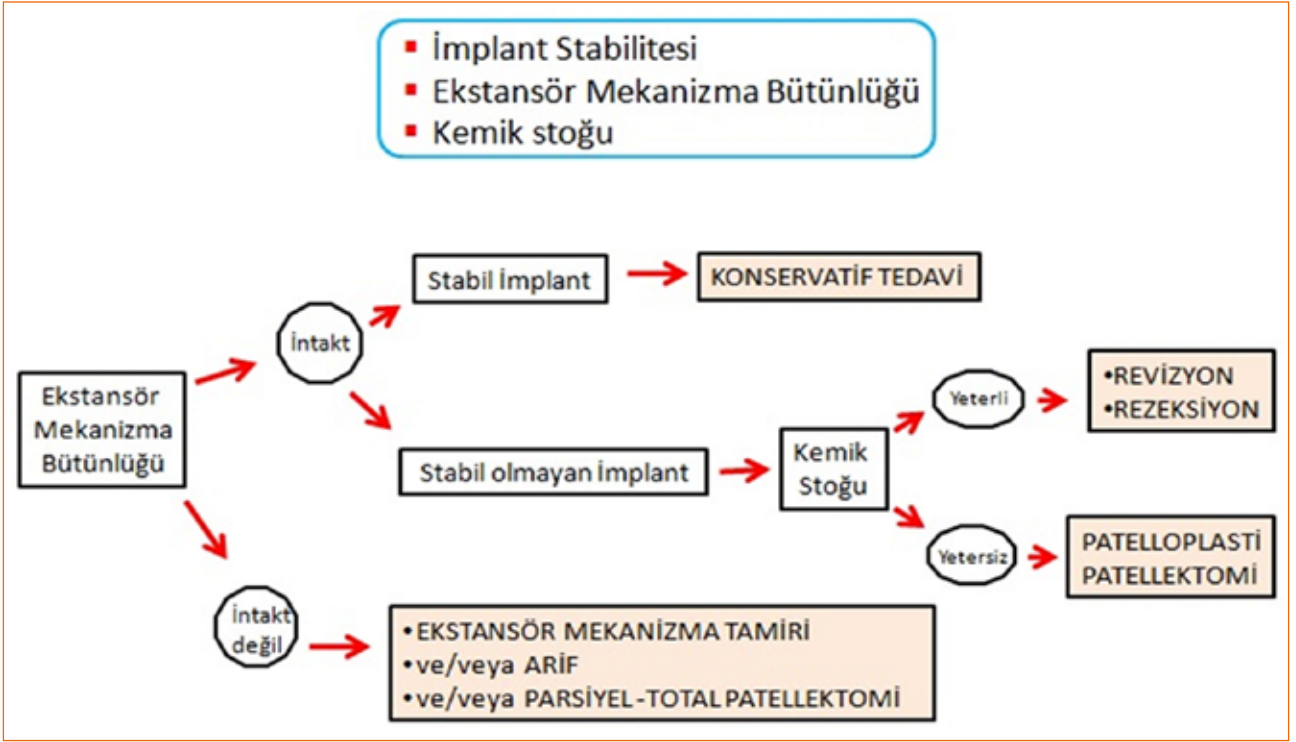 ▪ İmplant Stabilitesi
▪ Ekstansör Mekanizma Bütünlüğü
▪ Kemik stoğu
Stabil İmplant
KONSERVATİF TEDAVİ
İntakt
Ekstansör
Mekanizma
Bütünlüğü
Yeterli
•REVİZYON
•REZEKSİYON
Stabil olmayan İmplant
Kemik
Stoğu
Yetersiz
PATELLOPLASTİ
PATELLEKTOMİ
İntakt
değil
•EKSTANSÖR MEKANİZMA TAMİRİ
•ve/veya ARİF
•ve/veya PARSİYEL-TOTAL PATELLEKTOMİ